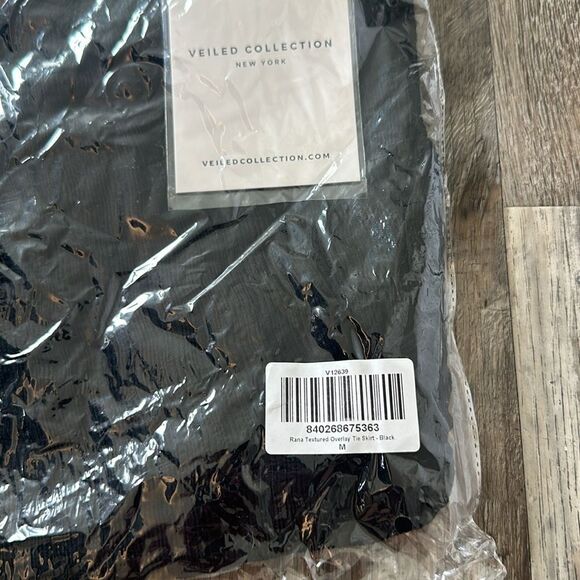 VEILED COLLECTION
NEW YORK
VEILEDCOLLECTION.COM
V12639
840268675363
Rana Textured Overlay Tie Skirt - Black
M